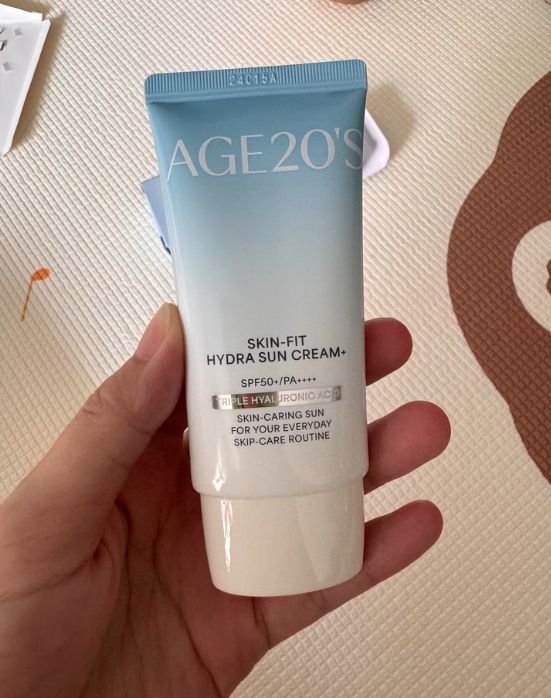 24015A
AGE20'S
SKIN-FIT
HYDRA SUN CREAM+
SPF50+/PA++++
TRIPLE HYALURONIC ACID
SKIN-CARING SUN
FOR YOUR EVERYDAY
SKIP-CARE ROUTINE